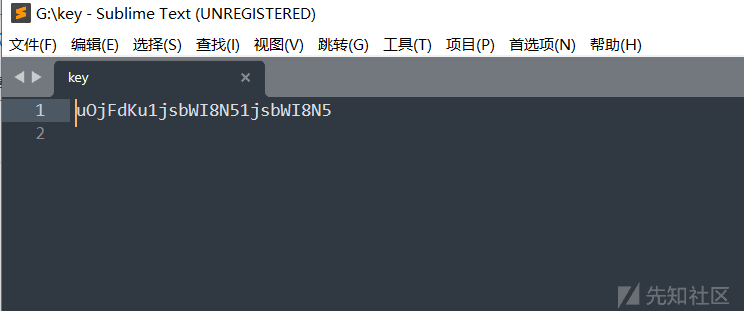 G:\key - Sublime Text (UNREGISTERED)
文件(F) 编辑(E) 选择(S) 查找(I) 视图(V) 跳转(G) 工具(T) 项目(P) 首选项(N) 帮助(H)
key
1 uOjFdKu1jsbWI8N51jsbWI8N5
2
先知社区